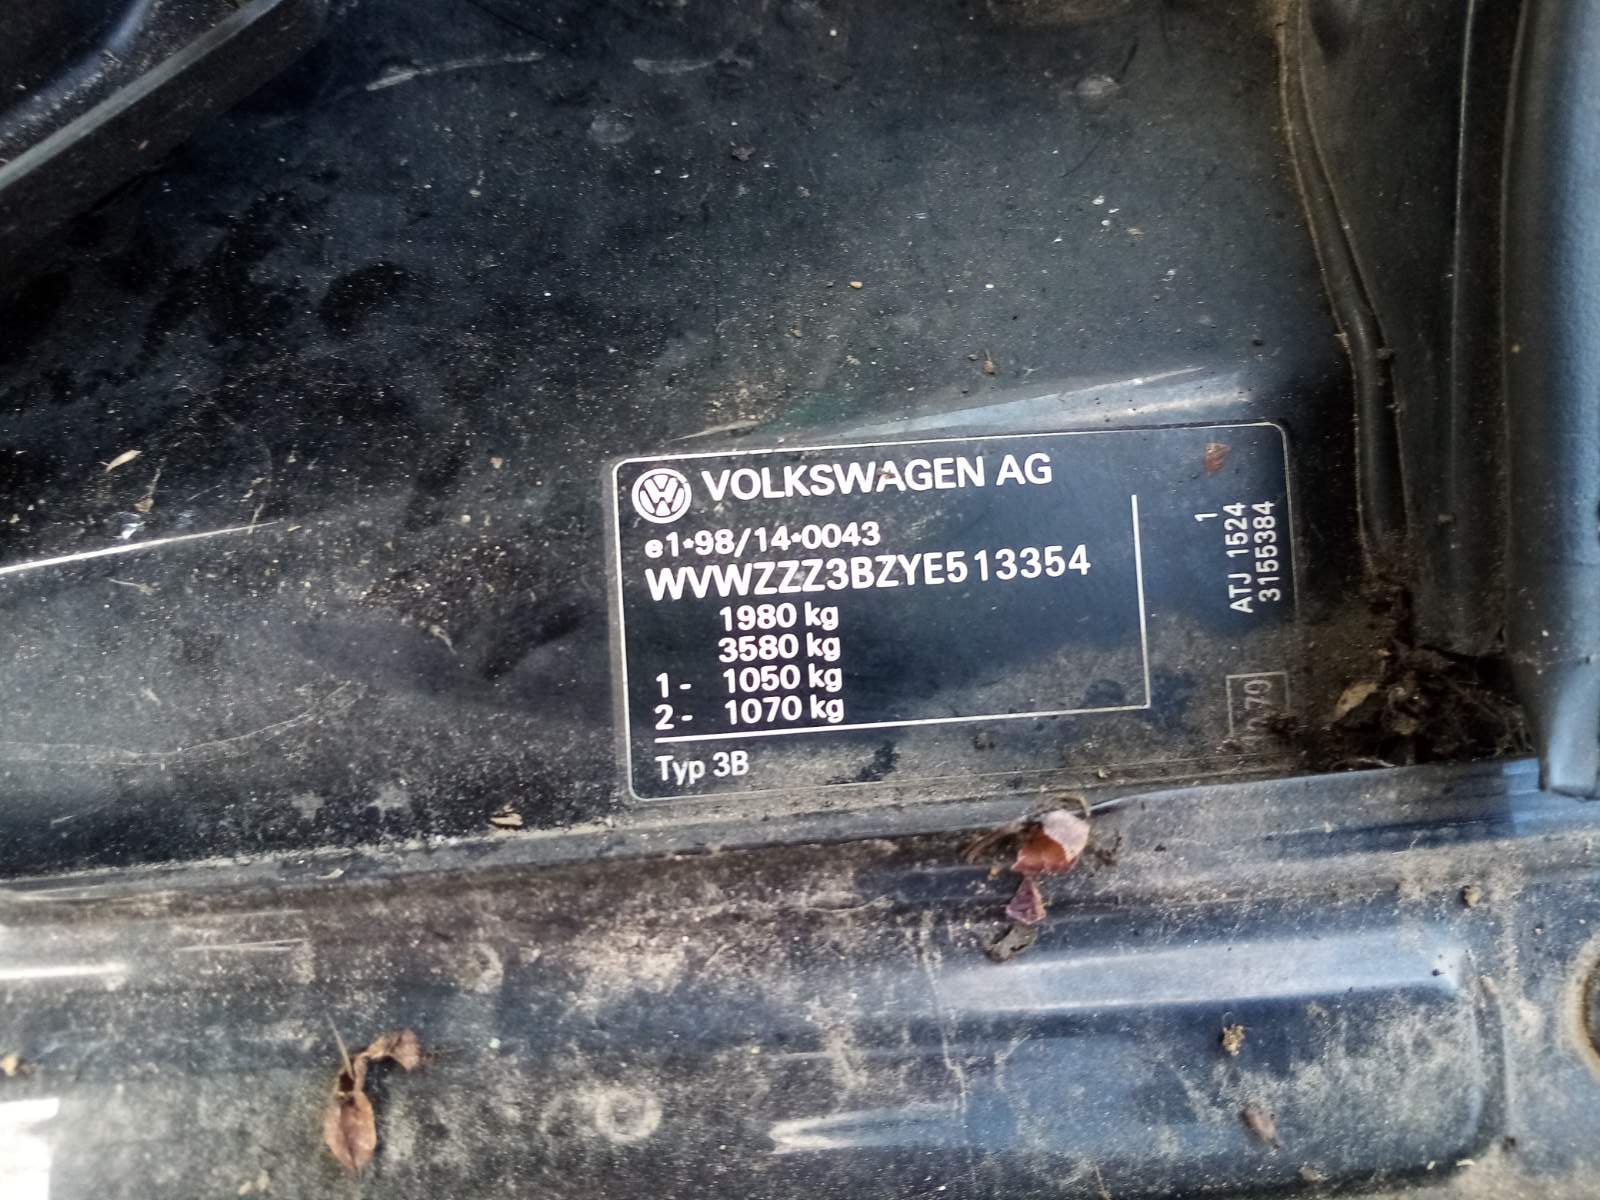 VOLKSWAGEN AG
e1*98/14*0043
WVWZZZ3BZYE513354
1980 kg
3580 kg
1- 1050 kg
2- 1070 kg
Typ 3B
1
ATJ 1524
3155384